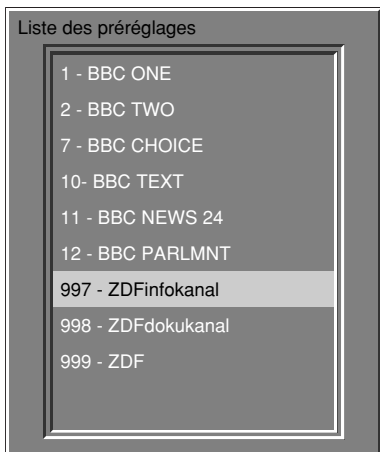 Liste des préréglages
1 - BBC ONE
2 - BBC TWO
7 - BBC CHOICE
10- BBC TEXT
11 - BBC NEWS 24
12 - BBC PARLMNT
997 - ZDFinfokanal
998 - ZDFdokukanal
999 - ZDF